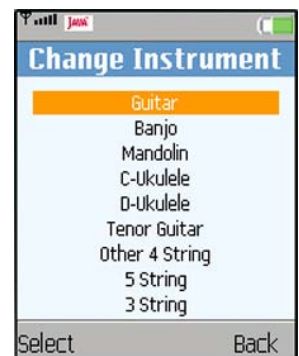 Java
Change Instrument
Guitar
Banjo
Mandolin
C-Ukulele
D-Ukulele
Tenor Guitar
Other 4 String
5 String
3 String
Select Back